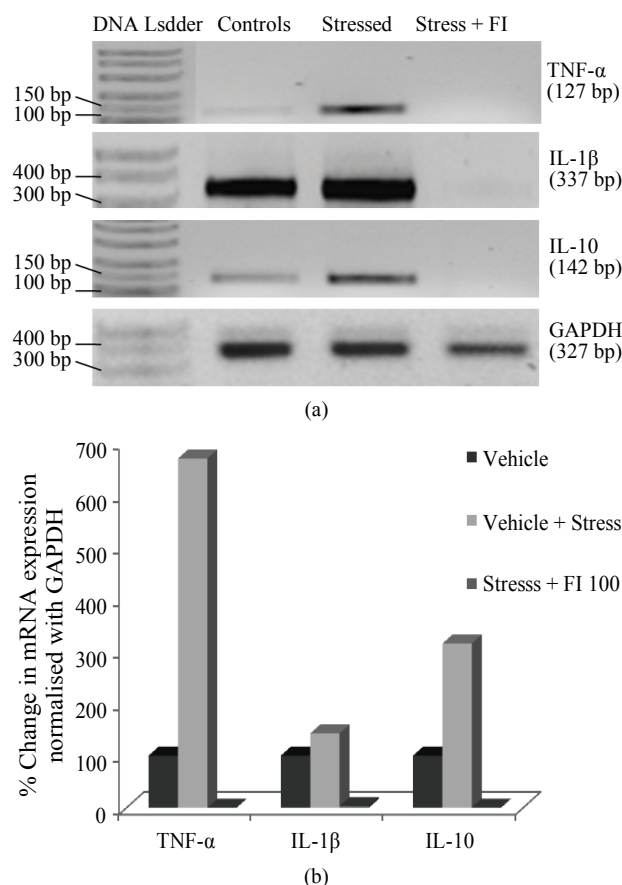 DNA Lsdder Controls Stressed Stress + FI
TNF-α
(127 bp)
150 bp
100 bp
IL-1β
(337 bp)
400 bp
300 bp
IL-10
(142 bp)
150 bp
100 bp
GAPDH
(327 bp)
400 bp
300 bp
(a)
% Change in mRNA expression
normalised with GAPDH
700
600
500
400
300
200
100
0
Vehicle
Vehicle + Stress
Stresss + FI 100
TNF-α IL-1β IL-10
(b)